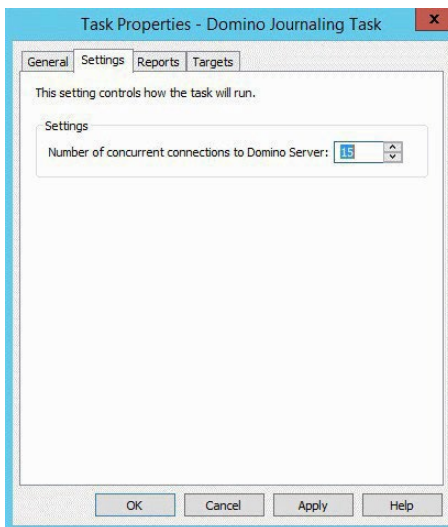 Task Properties - Domino Journaling Task
x
General Settings Reports Targets
This setting controls how the task will run.
Settings
Number of concurrent connections to Domino Server: 15
OK Cancel Apply Help